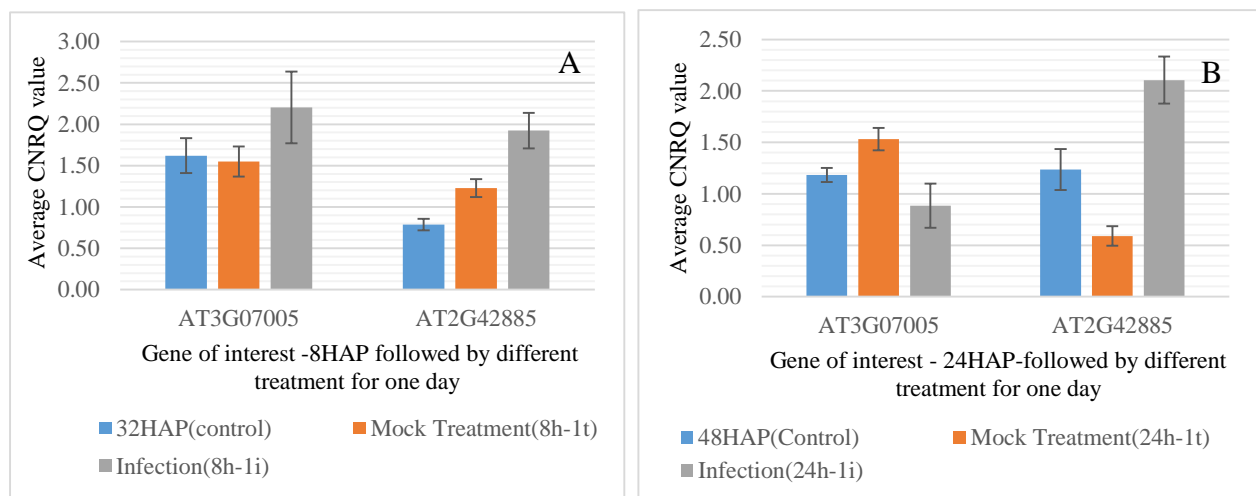 A
Average CNRQ value
3.00
2.50
2.00
1.50
1.00
0.50
0.00
AT3G07005 AT2G42885
Gene of interest -8HAP followed by different
treatment for one day
32HAP(control) Mock Treatment(8h-1t)
Infection(8h-1i)
B
Average CNRQ value
2.50
2.00
1.50
1.00
0.50
0.00
AT3G07005 AT2G42885
Gene of interest - 24HAP-followed by different
treatment for one day
48HAP(Control) Mock Treatment(24h-1t)
Infection(24h-1i)